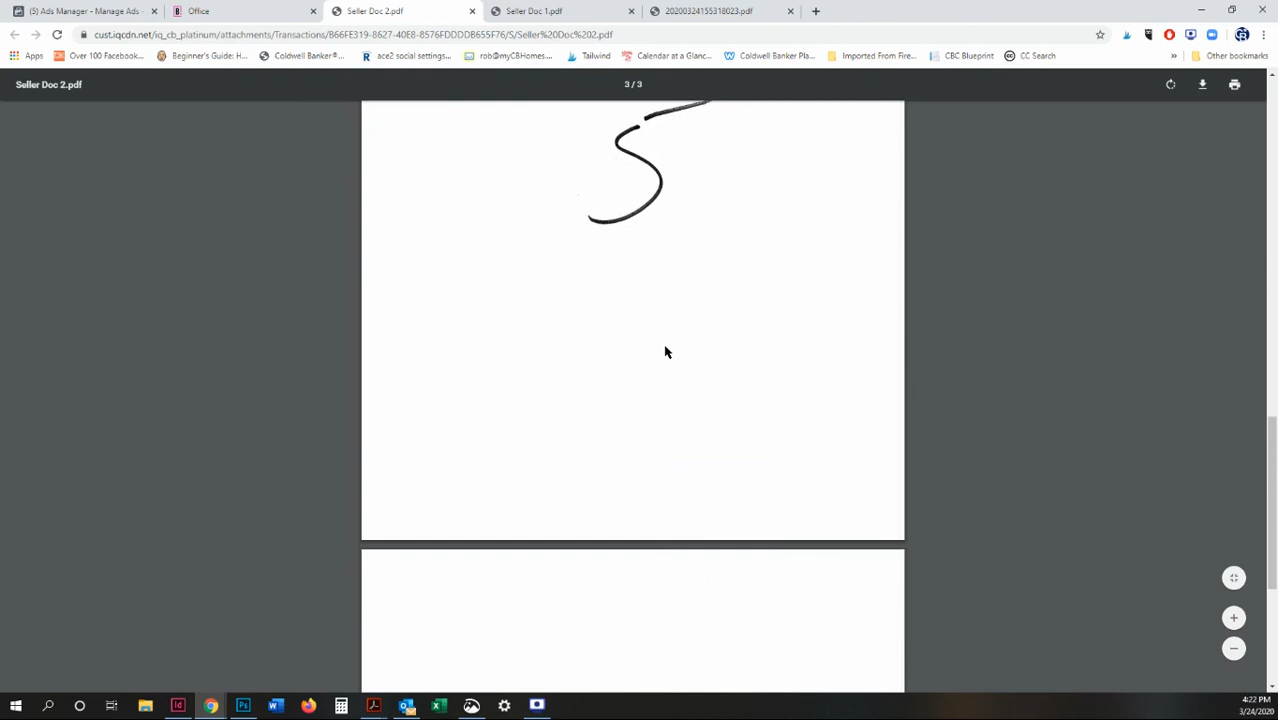 (5) Ads Manager - Manage Ads -
Office
Seller Doc 2.pdf
Seller Doc 1.pdf
20200324155318023.pdf
cust.iqcdn.net/iq_cb_platinum/attachments/Transactions/866FE319-8627-40E8-8576FDDDDB655F76/S/Seller%20Doc%202.pdf
Apps
Over 100 Facebook...
Beginner's Guide: H...
Coldwell Banker®...
ace2 social settings...
rob@myCBHomes....
Tailwind
Calendar at a Glanc...
Coldwell Banker Pla...
Imported From Fire...
CBC Blueprint
CC Search
»
Other bookmarks
Seller Doc 2.pdf
3 / 3
5
4:22 PM
3/24/2020